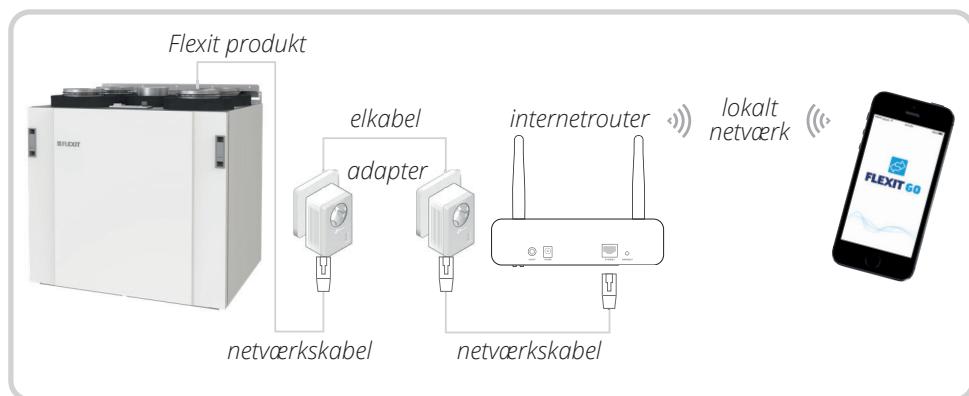 Flexit produkt
elkabel
internetrouter
lokalt
netværk
adapter
FLEXIT
FLEXIT GO
netværkskabel
netværkskabel